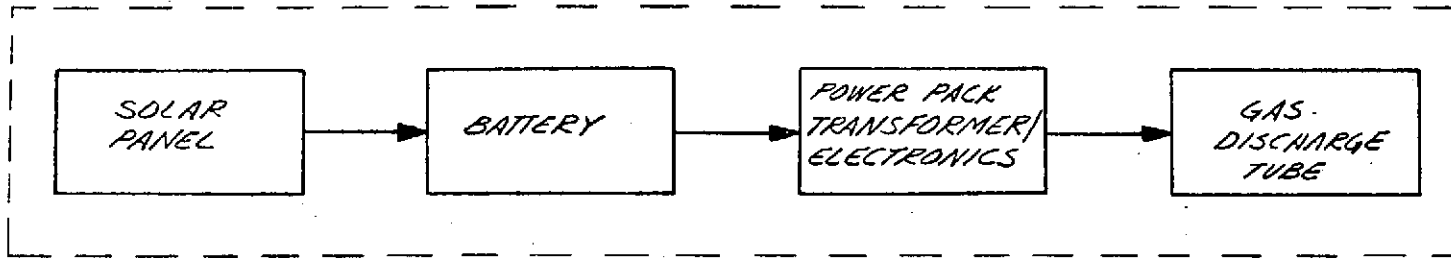 SOLAR
PANEL
BATTERY
POWER PACK
TRANSFORMER/
ELECTRONICS
GAS-
DISCHARGE
TUBE